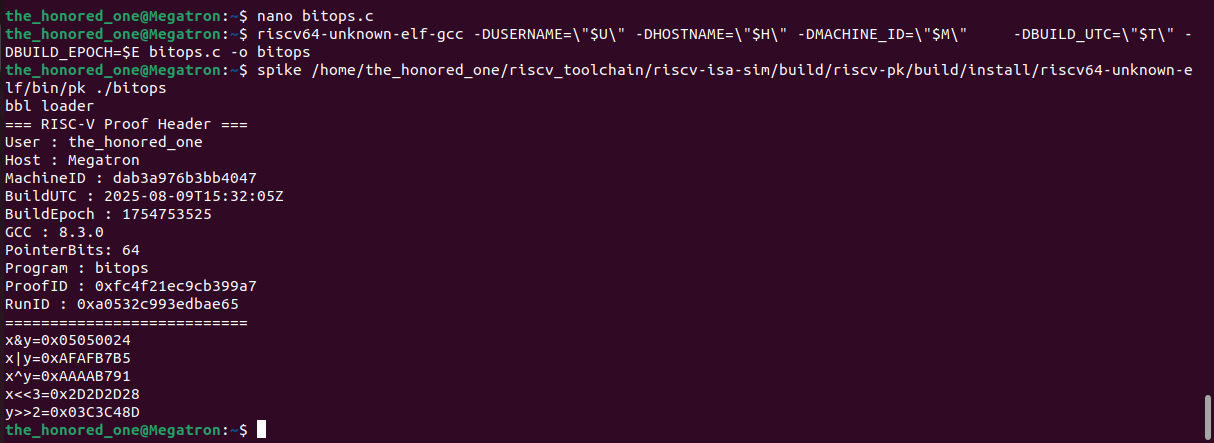 the_honored_one@Megatron:~$ nano bitops.c
the_honored_one@Megatron:~$ riscv64-unknown-elf-gcc -DUSERNAME=\"$U\" -DHOSTNAME=\"$H\" -DMACHINE_ID=\"$M\"     -DBUILD_UTC=\"$T\" -
DBUILD_EPOCH=$E bitops.c -o bitops
the_honored_one@Megatron:~$ spike /home/the_honored_one/riscv_toolchain/riscv-isa-sim/build/riscv-pk/build/install/riscv64-unknown-e
lf/bin/pk ./bitops
bbl loader
=== RISC-V Proof Header ===
User : the_honored_one
Host : Megatron
MachineID : dab3a976b3bb4047
BuildUTC : 2025-08-09T15:32:05Z
BuildEpoch : 1754753525
GCC : 8.3.0
PointerBits: 64
Program : bitops
ProofID : 0xfc4f21ec9cb399a7
RunID : 0xa0532c993edbae65
===========================
x&y=0x05050024
x|y=0xAFAFB7B5
x^y=0xAAAAB791
x<<3=0x2D2D2D28
y>>2=0x03C3C48D
the_honored_one@Megatron:~$